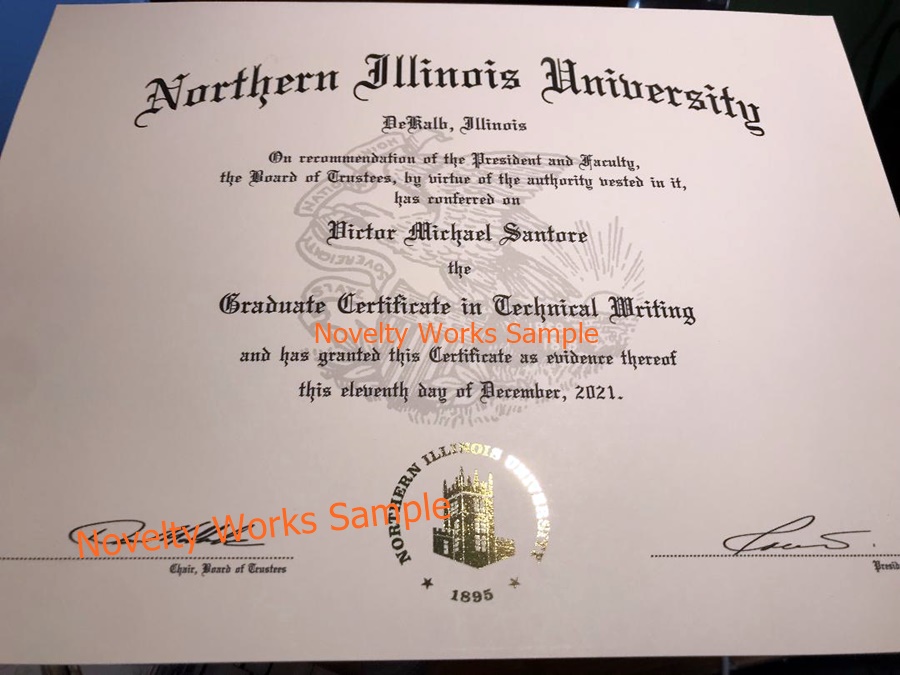 Northern Illinois University
DeKalb, Illinois
On recommendation of the President and Faculty,
the Board of Trustees, by virtue of the authority vested in it,
has conferred on
Victor Michael Santore
the
Graduate Certificate in Technical Writing
Novelty Works Sample
and has granted this Certificate as evidence thereof
this eleventh day of December, 2021.
NORTHERN ILLINOIS UNIVERSITY
Novelty Works Sample
Chair, Board of Trustees
Presid
1895